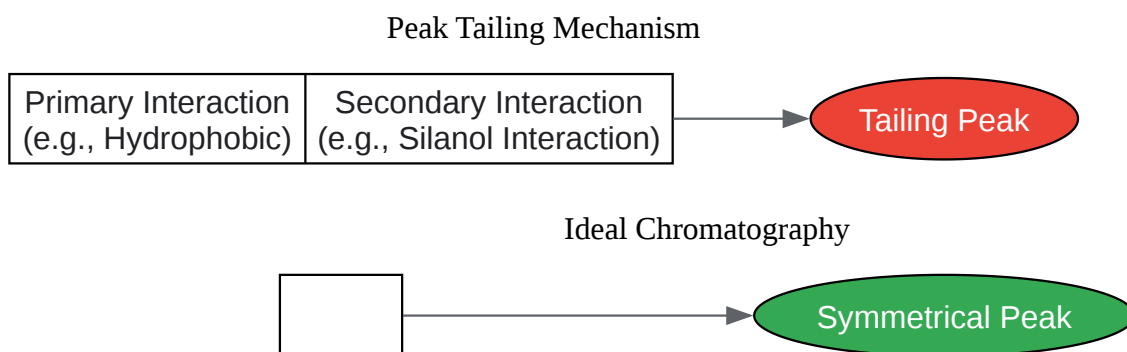 Peak Tailing Mechanism
Primary Interaction
(e.g., Hydrophobic)
Secondary Interaction
(e.g., Silanol Interaction)
Tailing Peak
Ideal Chromatography
Symmetrical Peak